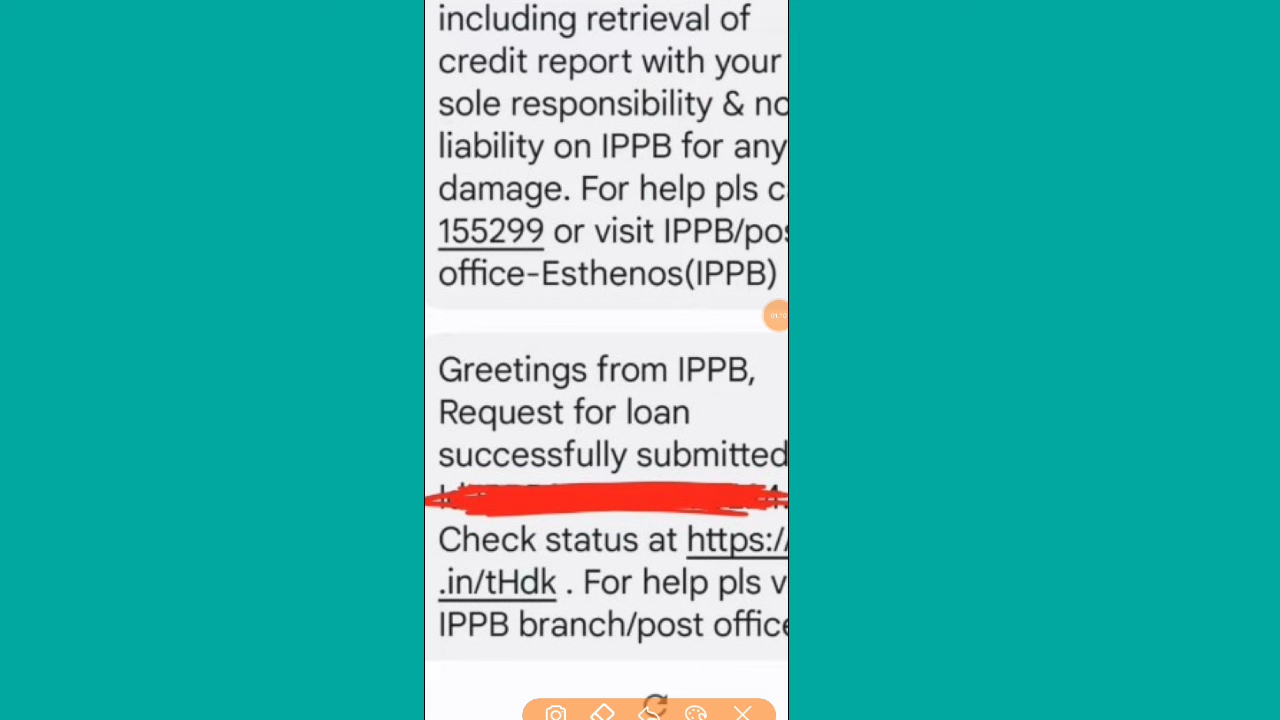 including retrieval of
credit report with your
sole responsibility & no
liability on IPPB for any
damage. For help pls
155299 or visit IPPB/pos
office-Esthenos(IPPB)
Greetings from IPPB,
Request for loan
successfully submitted
Check status at https:/
.in/tHdk . For help pls
IPPB branch/post office